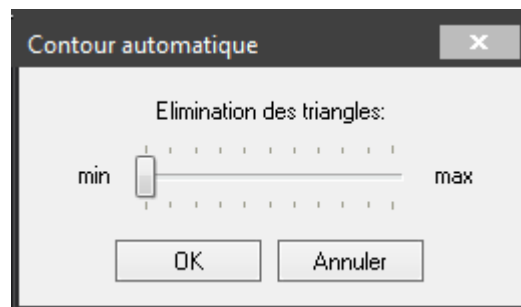 Contour automatique
Elimination des triangles:
min max
OK Annuler